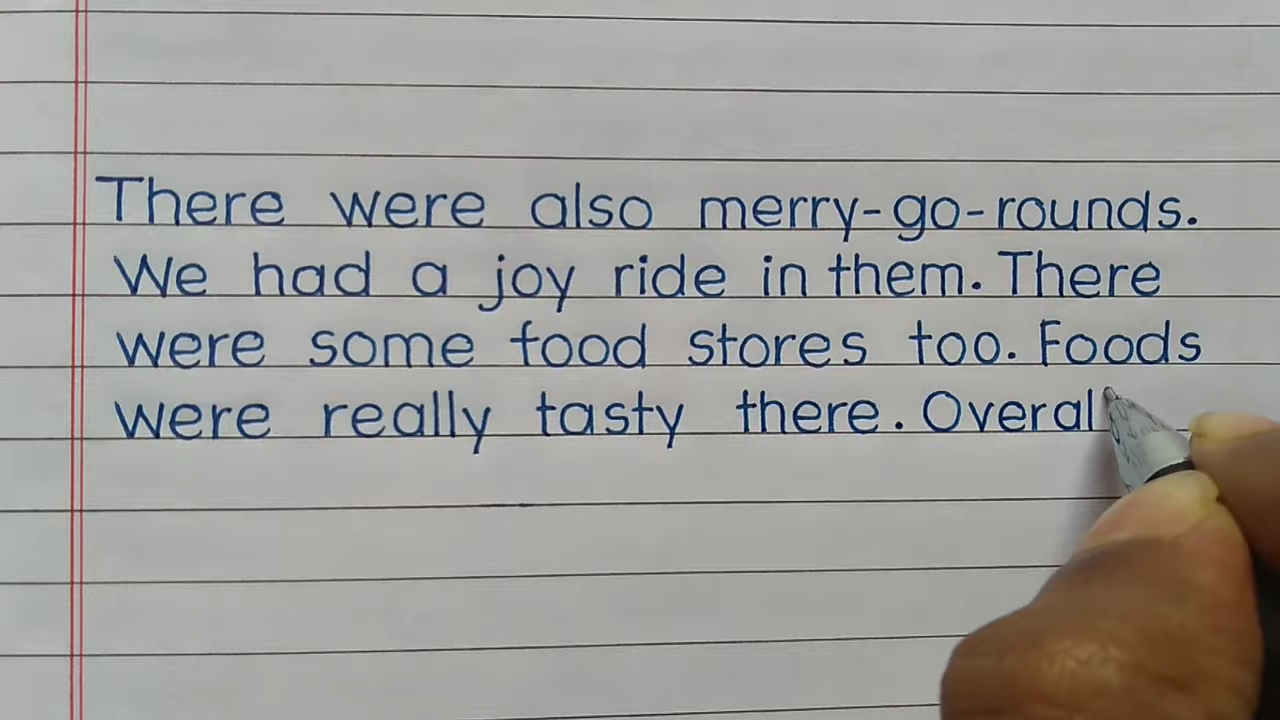 There were also merry-go-rounds.
We had a joy ride in them. There
were some food stores too. Foods
were really tasty there. Overal